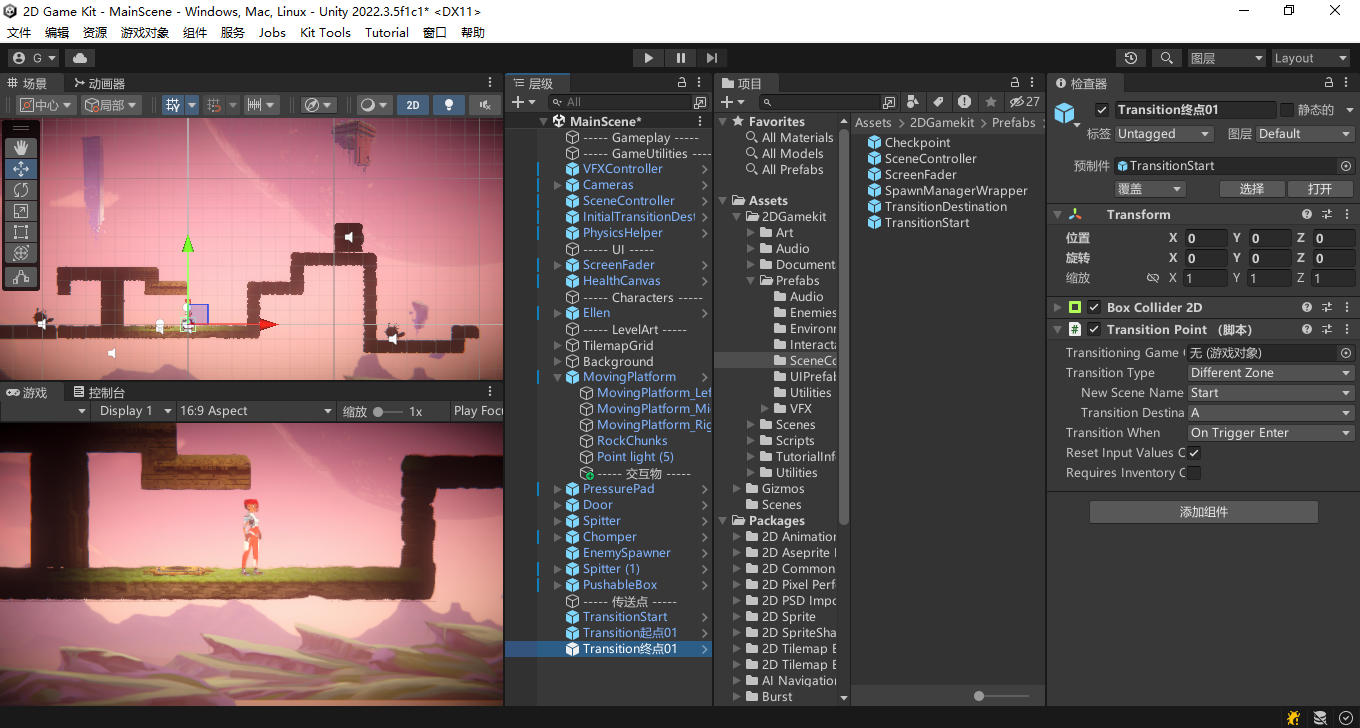 2D Game Kit - MainScene - Windows, Mac, Linux - Unity 2022.3.5f1c1* <DX11>
文件 编辑 资源 游戏对象 组件 服务 Jobs Kit Tools Tutorial 窗口 帮助
G 图层 Layout
场景 动画器
中心 局部 2D
游戏 控制台
Display 1 16:9 Aspect 缩放 1x Play Focu
层级
All
MainScene*
----- Gameplay -----
----- GameUtilities ----
VFXController
Cameras
SceneController
InitialTransitionDest
PhysicsHelper
----- UI -----
ScreenFader
HealthCanvas
----- Characters -----
Ellen
----- LevelArt -----
TilemapGrid
Background
MovingPlatform
MovingPlatform_Lef
MovingPlatform_Mi
MovingPlatform_Rig
RockChunks
Point light (5)
----- 交互物 -----
PressurePad
Door
Spitter
Chomper
EnemySpawner
Spitter (1)
PushableBox
----- 传送点 -----
TransitionStart
Transition起点01
Transition终点01
项目
27
Favorites
All Materials
All Models
All Prefabs
Assets
2DGamekit
Art
Audio
Document
Prefabs
Audio
Enemies
Environ
Interacta
SceneCo
UIPrefab
Utilities
VFX
Scenes
Scripts
TutorialInfo
Utilities
Gizmos
Scenes
Packages
2D Animation
2D Aseprite I
2D Common
2D Pixel Perf
2D PSD Impo
2D Sprite
2D SpriteSha
2D Tilemap E
2D Tilemap E
AI Navigation
Burst
Assets 2DGamekit Prefabs
Checkpoint
SceneController
ScreenFader
SpawnManagerWrapper
TransitionDestination
TransitionStart
检查器
Transition终点01 静态的
标签 Untagged 图层 Default
预制件 TransitionStart
覆盖 选择 打开
Transform
位置 X 0 Y 0 Z 0
旋转 X 0 Y 0 Z 0
缩放 X 1 Y 1 Z 1
Box Collider 2D
Transition Point （脚本）
Transitioning Game 无 (游戏对象)
Transition Type Different Zone
New Scene Name Start
Transition Destina A
Transition When On Trigger Enter
Reset Input Values C
Requires Inventory C
添加组件